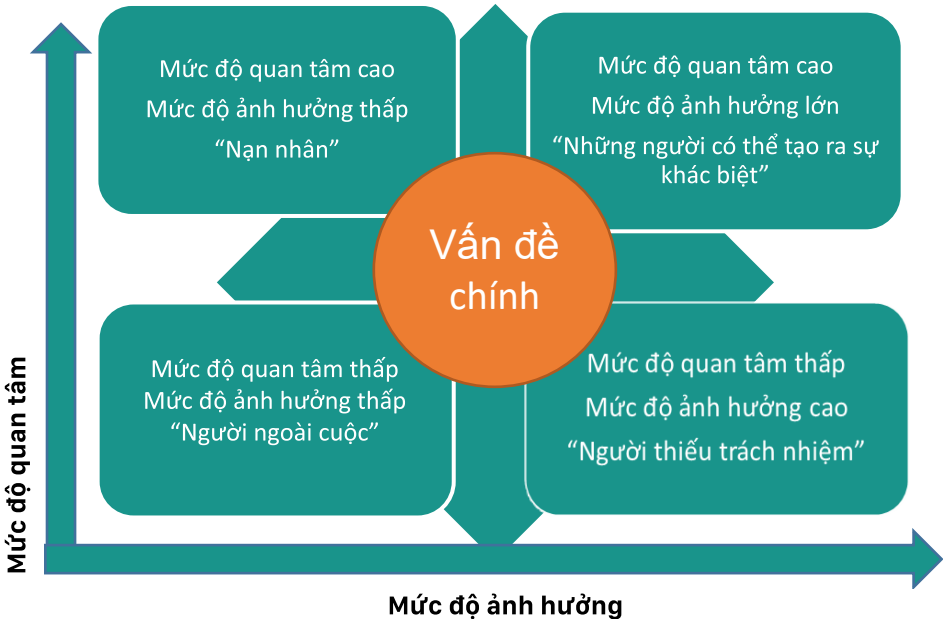 Mức độ quan tâm cao
Mức độ ảnh hưởng thấp
“Nạn nhân”
Mức độ quan tâm cao
Mức độ ảnh hưởng lớn
“Những người có thể tạo ra sự
khác biệt”
Vấn đề
chính
Mức độ quan tâm thấp
Mức độ ảnh hưởng thấp
“Người ngoài cuộc”
Mức độ quan tâm thấp
Mức độ ảnh hưởng cao
“Người thiếu trách nhiệm”
Mức độ quan tâm
Mức độ ảnh hưởng